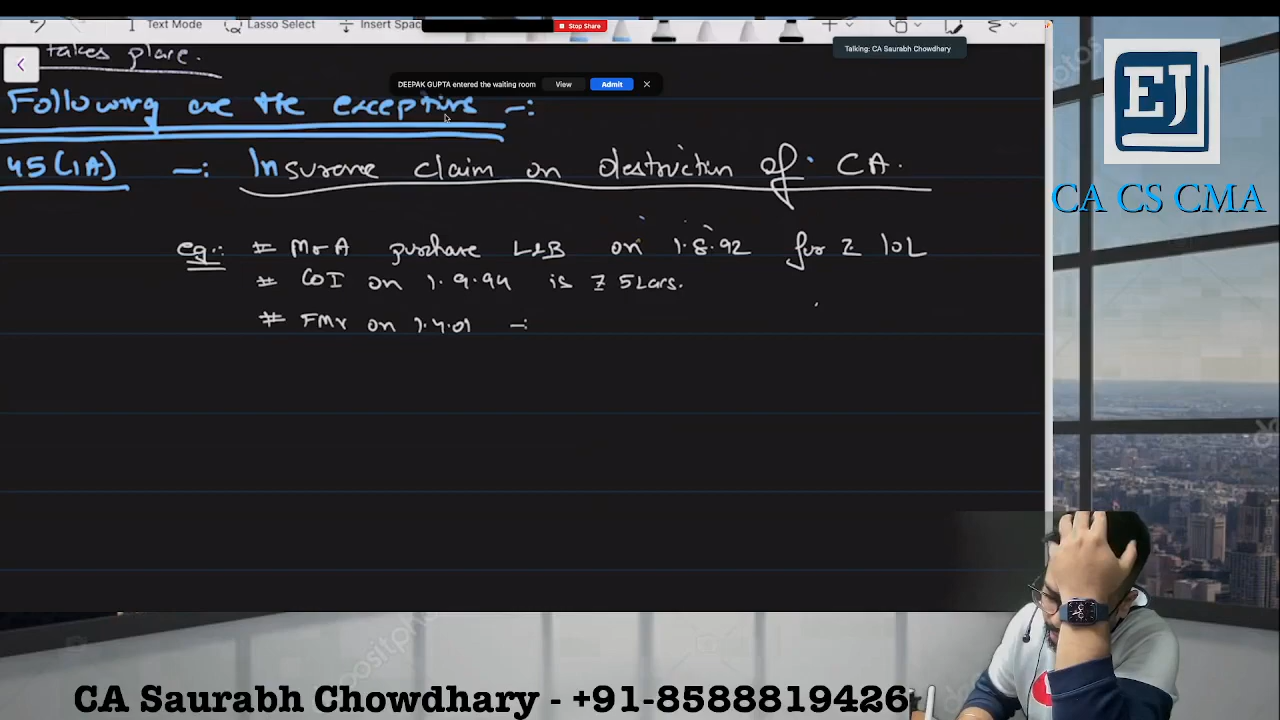 Text Mode Lasso Select Insert Spac
Stop Share
takes place.
Talking: CA Saurabh Chowdhary
DEEPAK GUPTA entered the waiting room View Admit
EJ
CA CS CMA
Following are the exceptions -:
45(1A) -: Insurance claim on destruction of CA.
eg:- # Mr A purchase L&B on 1.8.92 for ₹ 10L
# COI on 1.9.94 is ₹ 5Lacs.
# FMV on 1.4.01 -:
CA Saurabh Chowdhary - +91-8588819426